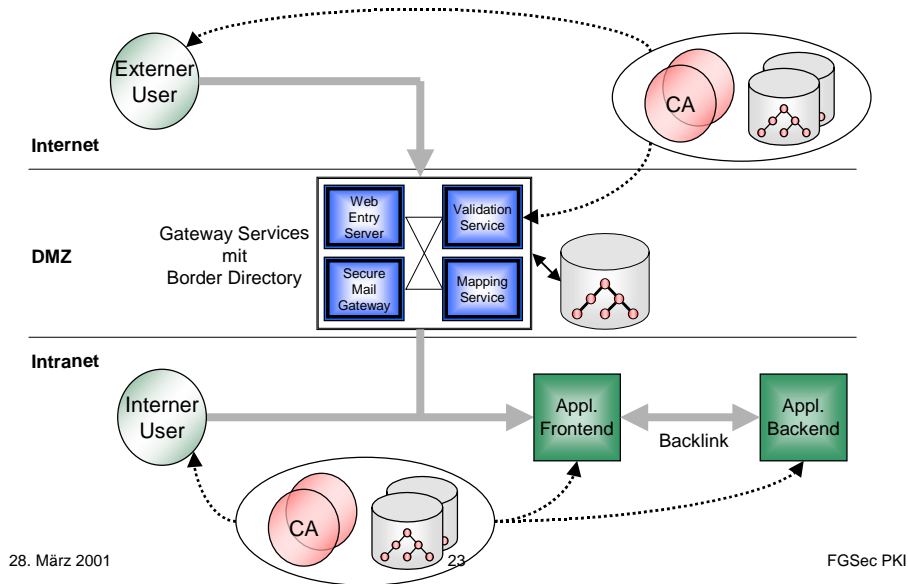 Externer
User
CA
Internet
Web
Entry
Server
Validation
Service
Gateway Services
mit
Border Directory
DMZ
Secure
Mail
Gateway
Mapping
Service
Intranet
Interner
User
Appl.
Frontend
Backlink
Appl.
Backend
CA
28. März 2001
23
FGSec PKI